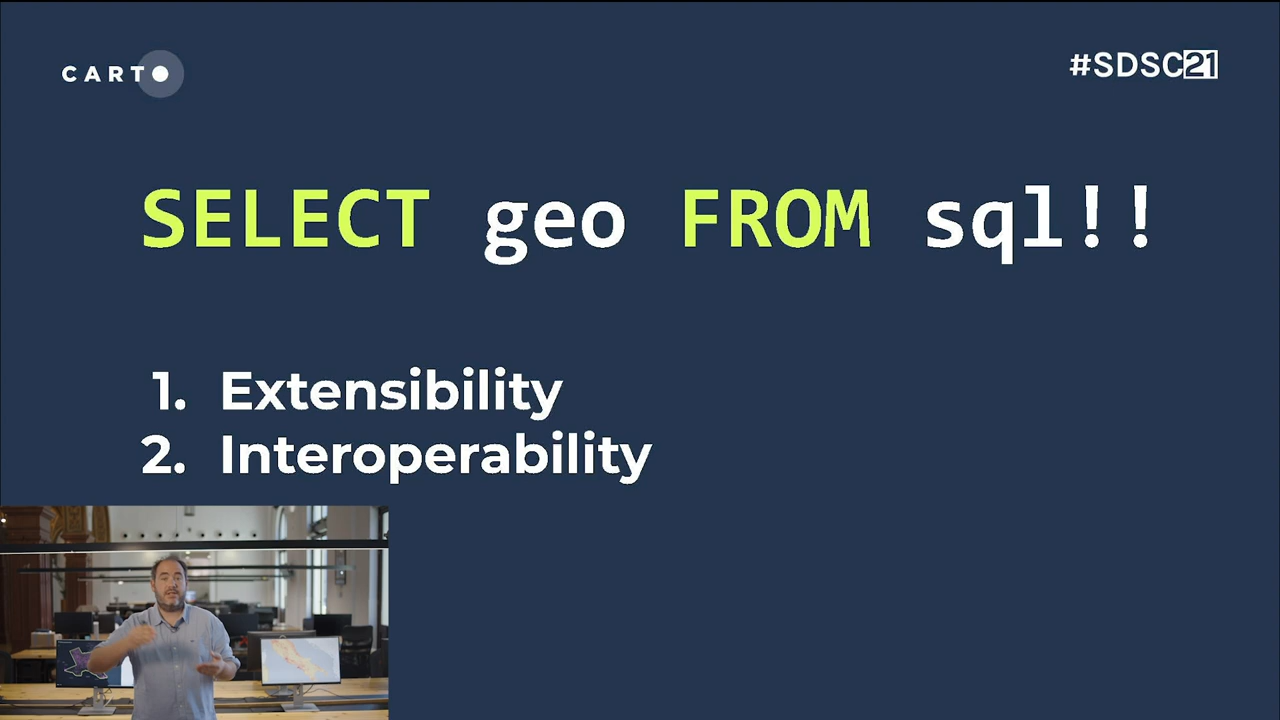 CARTO
#SDSC21
SELECT geo FROM sql!!
1. Extensibility
2. Interoperability